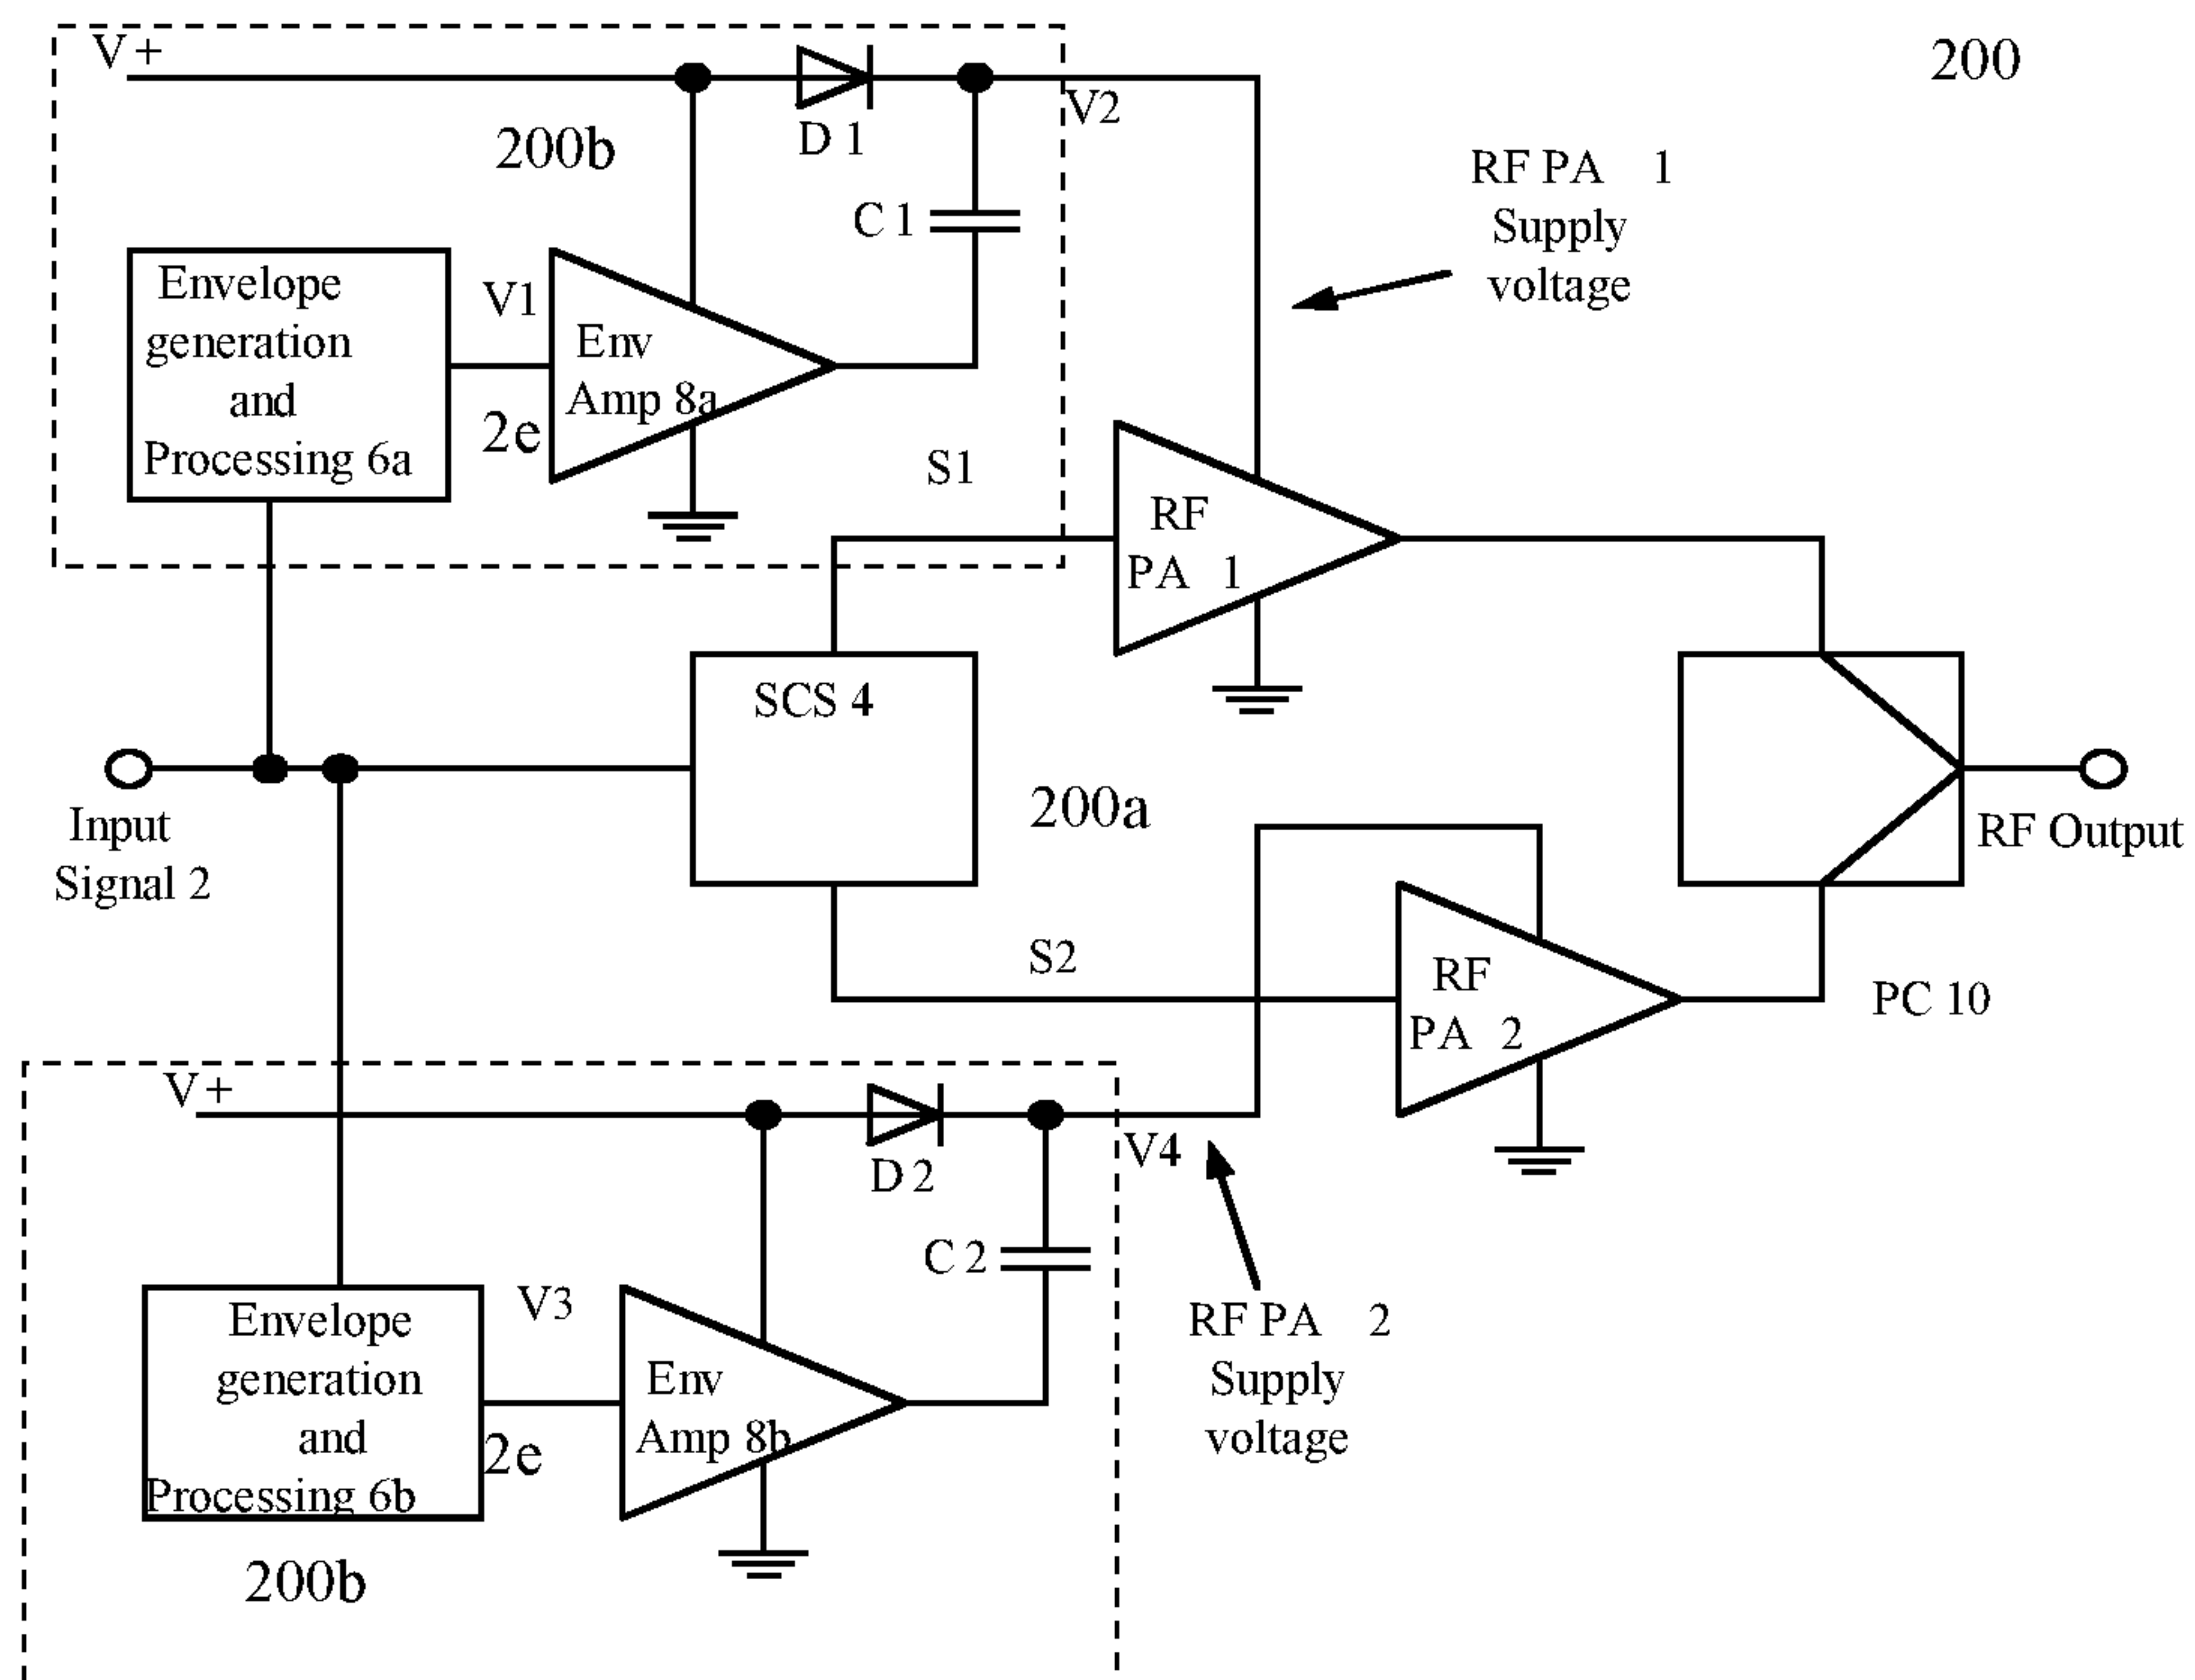 V+
200
V2
D 1
200b
RF PA 1
Supply
voltage
C 1
Envelope
generation
and
Processing 6a
V1
Env
Amp 8a
2e
S1
RF
PA 1
SCS 4
200a
Input
Signal 2
RF Output
S2
RF
PA 2
PC 10
V+
V4
D 2
C 2
Envelope
generation
and
Processing 6b
V3
Env
Amp 8b
2e
RF PA 2
Supply
voltage
200b